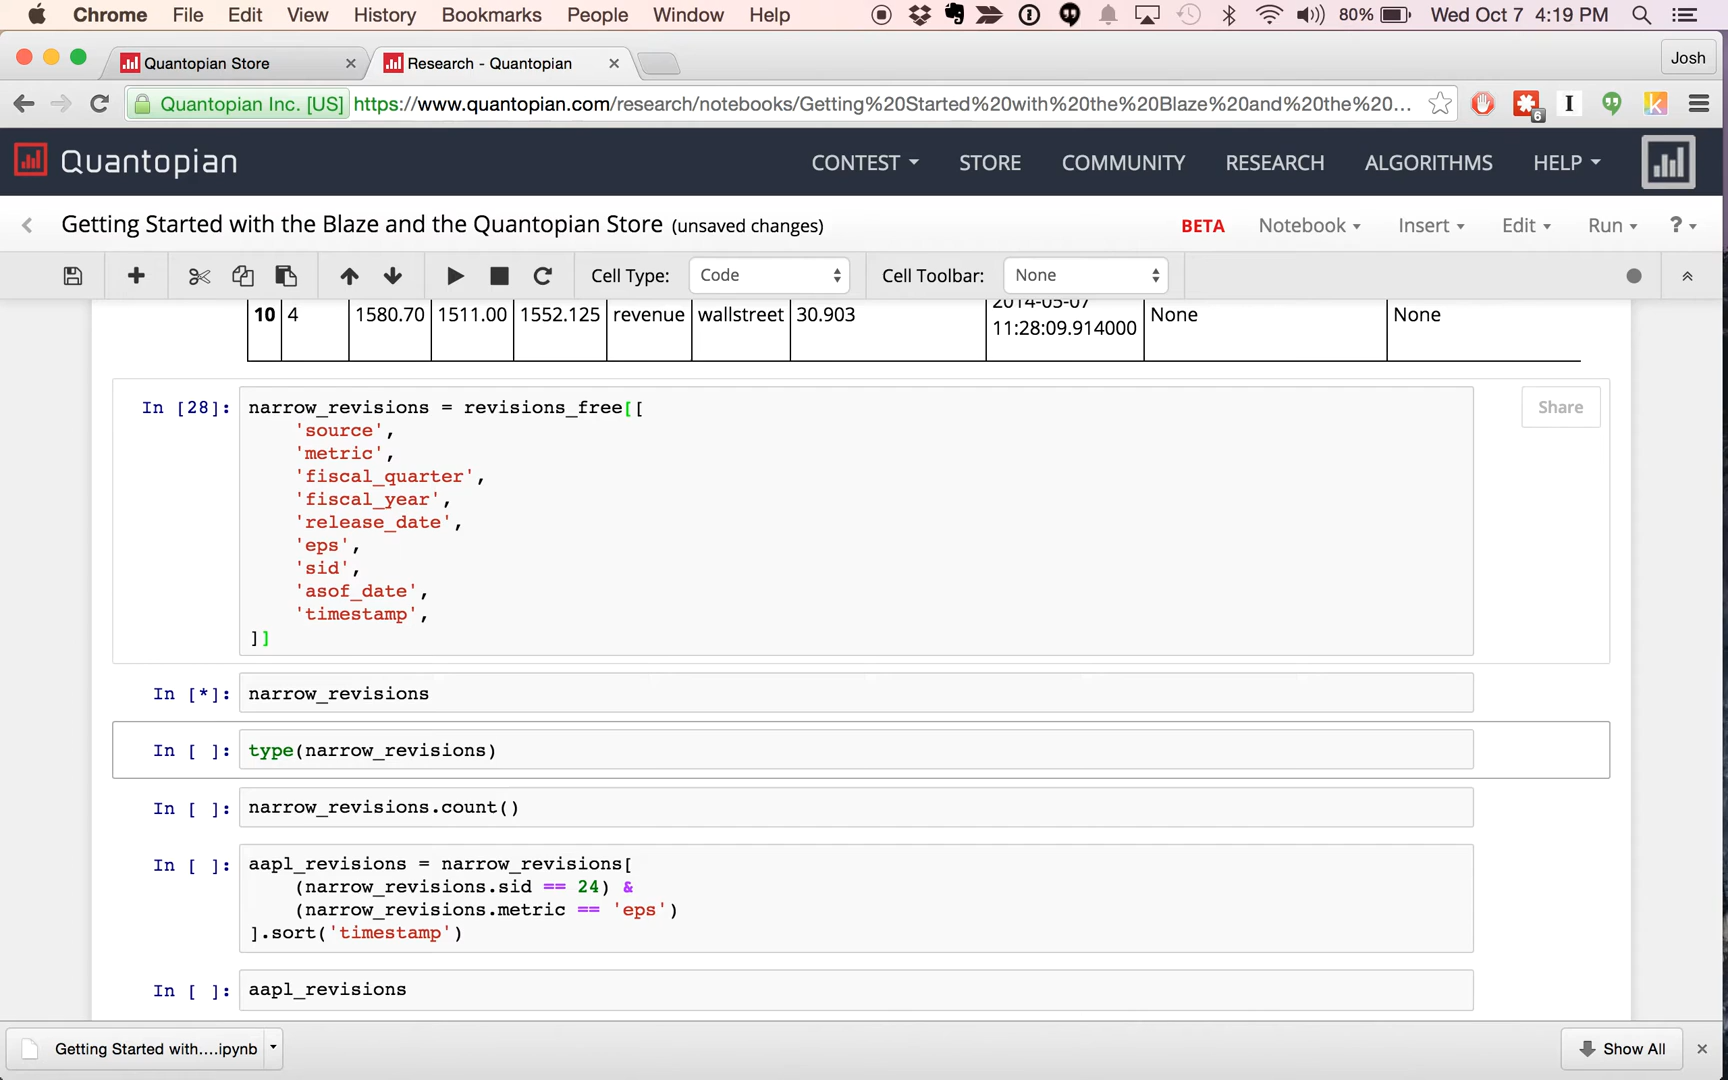 Chrome File Edit View History Bookmarks People Window Help 80% Wed Oct 7 4:19 PM
Quantopian Store Research - Quantopian Josh
Quantopian Inc. [US] https://www.quantopian.com/research/notebooks/Getting%20Started%20with%20the%20Blaze%20and%20the%20... 6
Quantopian CONTEST STORE COMMUNITY RESEARCH ALGORITHMS HELP
Getting Started with the Blaze and the Quantopian Store (unsaved changes) BETA Notebook Insert Edit Run ?
Cell Type: Code Cell Toolbar: None
2014-05-07
10 4 1580.70 1511.00 1552.125 revenue wallstreet 30.903 11:28:09.914000 None None
In [28]: narrow_revisions = revisions_free[[ Share
'source',
'metric',
'fiscal_quarter',
'fiscal_year',
'release_date',
'eps',
'sid',
'asof_date',
'timestamp',
]]
In [*]: narrow_revisions
In [ ]: type(narrow_revisions)
In [ ]: narrow_revisions.count()
In [ ]: aapl_revisions = narrow_revisions[
(narrow_revisions.sid == 24) &
(narrow_revisions.metric == 'eps')
].sort('timestamp')
In [ ]: aapl_revisions
Getting Started with....ipynb Show All